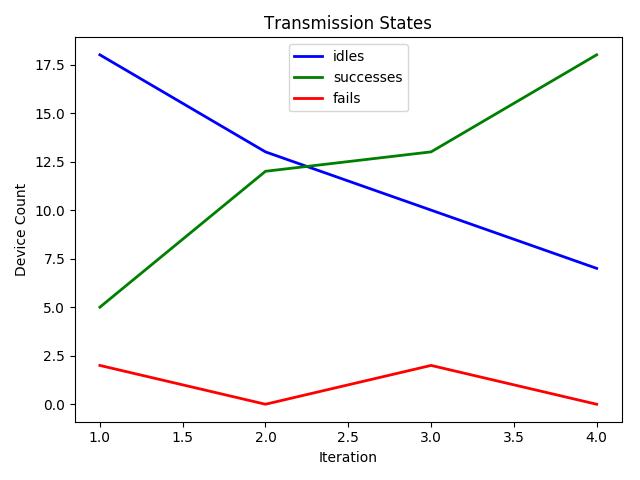 Transmission States
idles
successes
fails
Device Count
17.5
15.0
12.5
10.0
7.5
5.0
2.5
0.0
1.0 1.5 2.0 2.5 3.0 3.5 4.0
Iteration